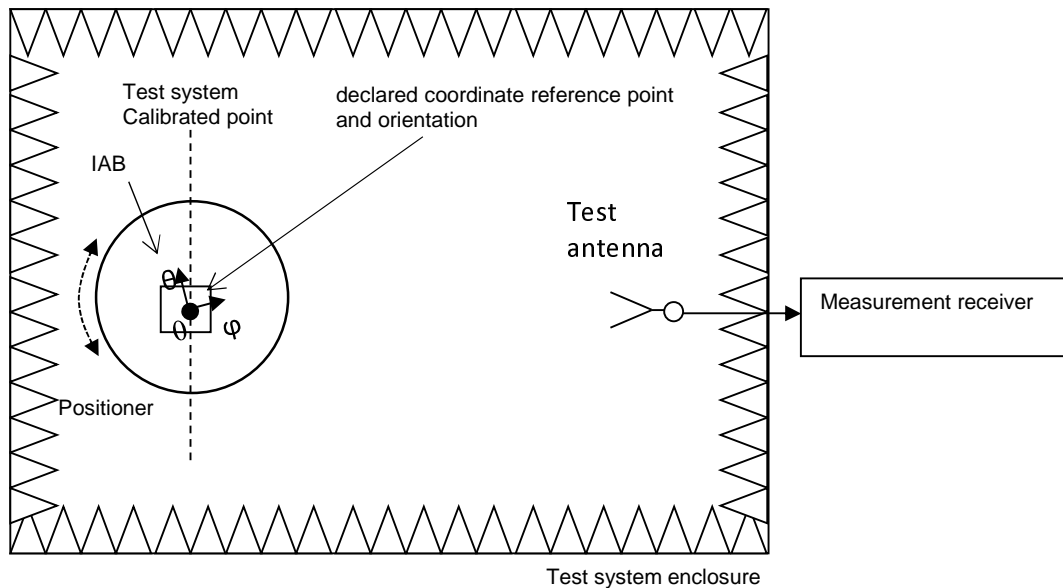 Test system
Calibrated point
declared coordinate reference point
and orientation
IAB
Test
antenna
θ
0
φ
Measurement receiver
Positioner
Test system enclosure